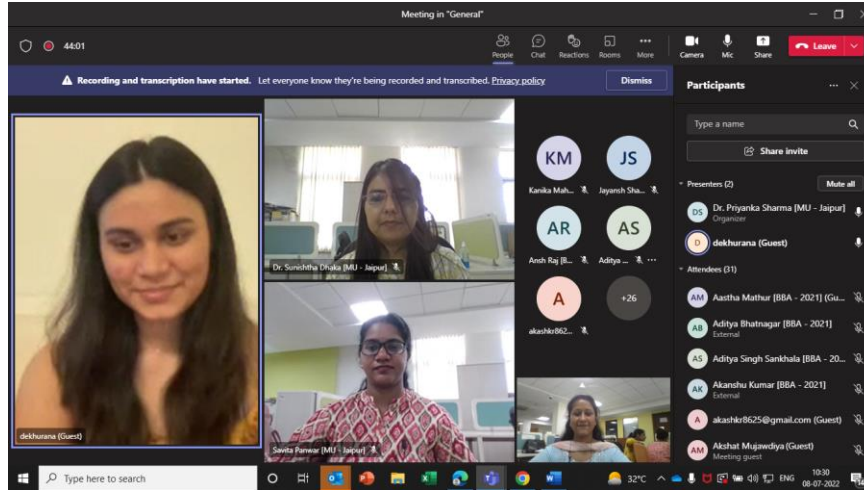 Meeting in "General"
44:01
People
Chat
Reactions
Rooms
More
Camera
Mic
Share
Leave
Recording and transcription have started. Let everyone know they're being recorded and transcribed. Privacy policy
Dismiss
dekhurana (Guest)
Dr. Sunishtha Dhaka [MU - Jaipur]
Savita Panwar [MU - Jaipur]
KM
JS
Kanika Mah...
Jayansh Sha...
AR
AS
Ansh Raj [B...
Aditya ...
A
+26
akashkr862...
Participants
Type a name
Share invite
Presenters (2)
Mute all
DS
Dr. Priyanka Sharma [MU - Jaipur]
Organizer
D
dekhurana (Guest)
Attendees (31)
AM
Aastha Mathur [BBA - 2021] (Gu...
AB
Aditya Bhatnagar [BBA - 2021]
External
AS
Aditya Singh Sankhala [BBA - 20...
AK
Akanshu Kumar [BBA - 2021]
External
A
akashkr8625@gmail.com (Guest)
AM
Akshat Mujawdiya (Guest)
Meeting guest
Type here to search
32°C
ENG
10:30
08-07-2022